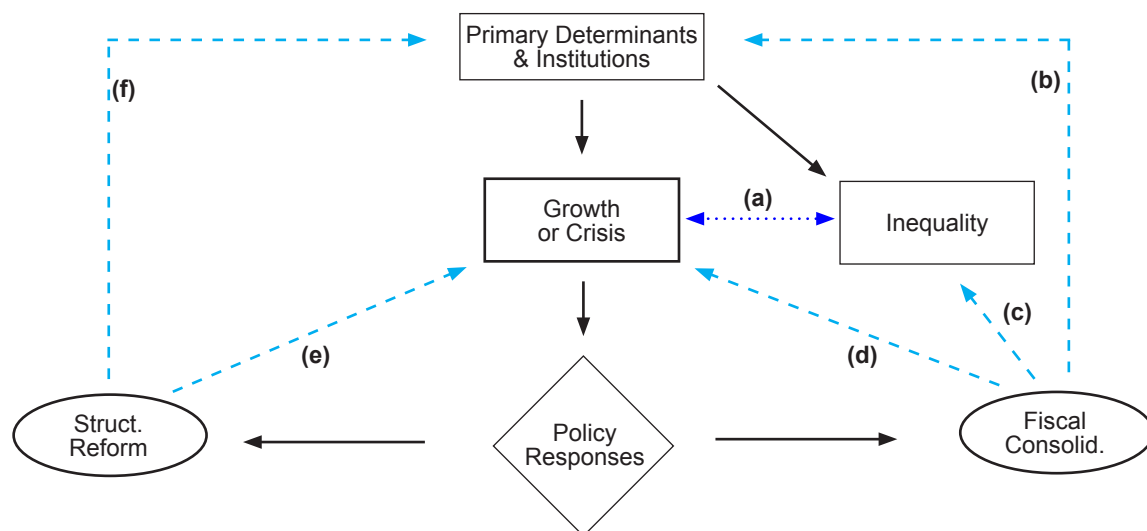 Primary Determinants
& Institutions
(f)
(b)
(a)
Growth
or Crisis
Inequality
(c)
(e)
(d)
Struct.
Reform
Policy
Responses
Fiscal
Consolid.